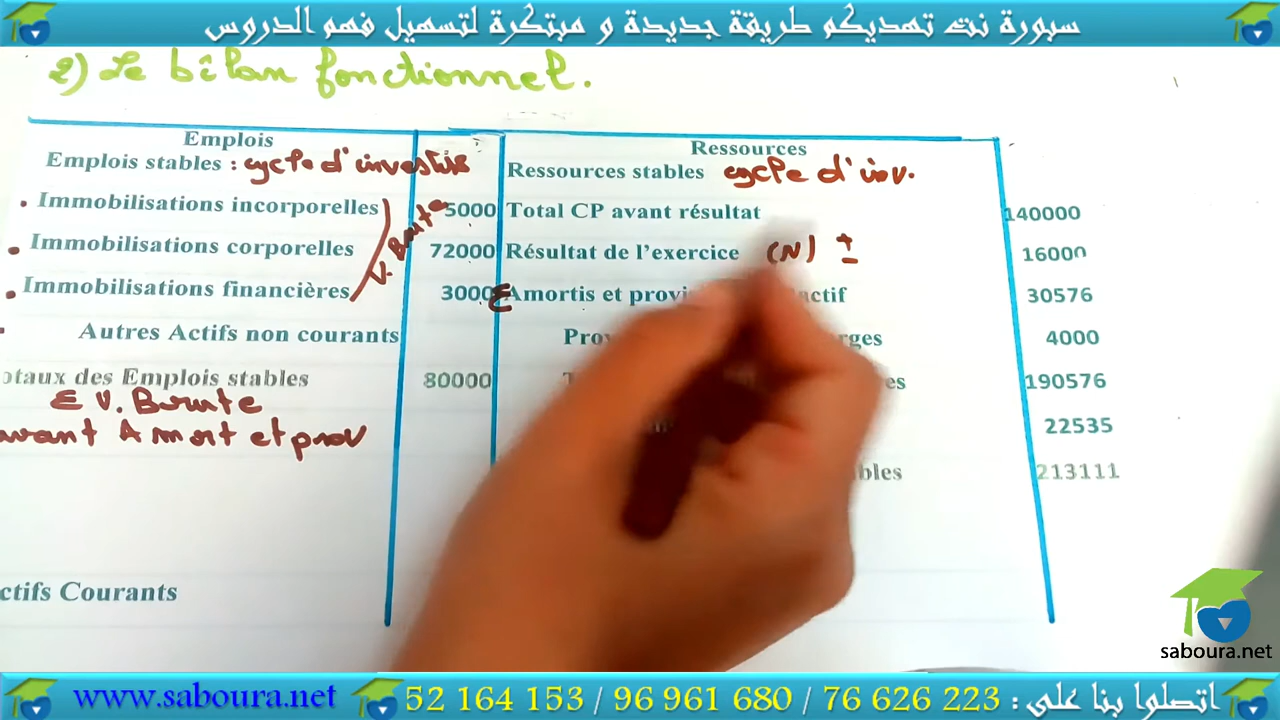 سبورة نت تهديكم طريقة جديدة و مبتكرة لتسهيل فهم الدروس
2) Le bilan fonctionnel.
Emplois
Ressources
Emplois stables : cycle d'investis
Ressources stables cycle d'inv.
. Immobilisations incorporelles 5000 Total CP avant résultat 140000
. Immobilisations corporelles V. Brute 72000 Résultat de l'exercice (N) + - 16000
. Immobilisations financières 3000 Ɛ Amortis et actif 30576
Autres Actifs non courants 4000
otaux des Emplois stables 80000 190576
Ɛ V. Brute
avant Amort et prov 22535
213111
ctifs Courants
saboura.net
www.saboura.net 52 164 153 / 96 961 680 / 76 626 223 : اتصلوا بنا على